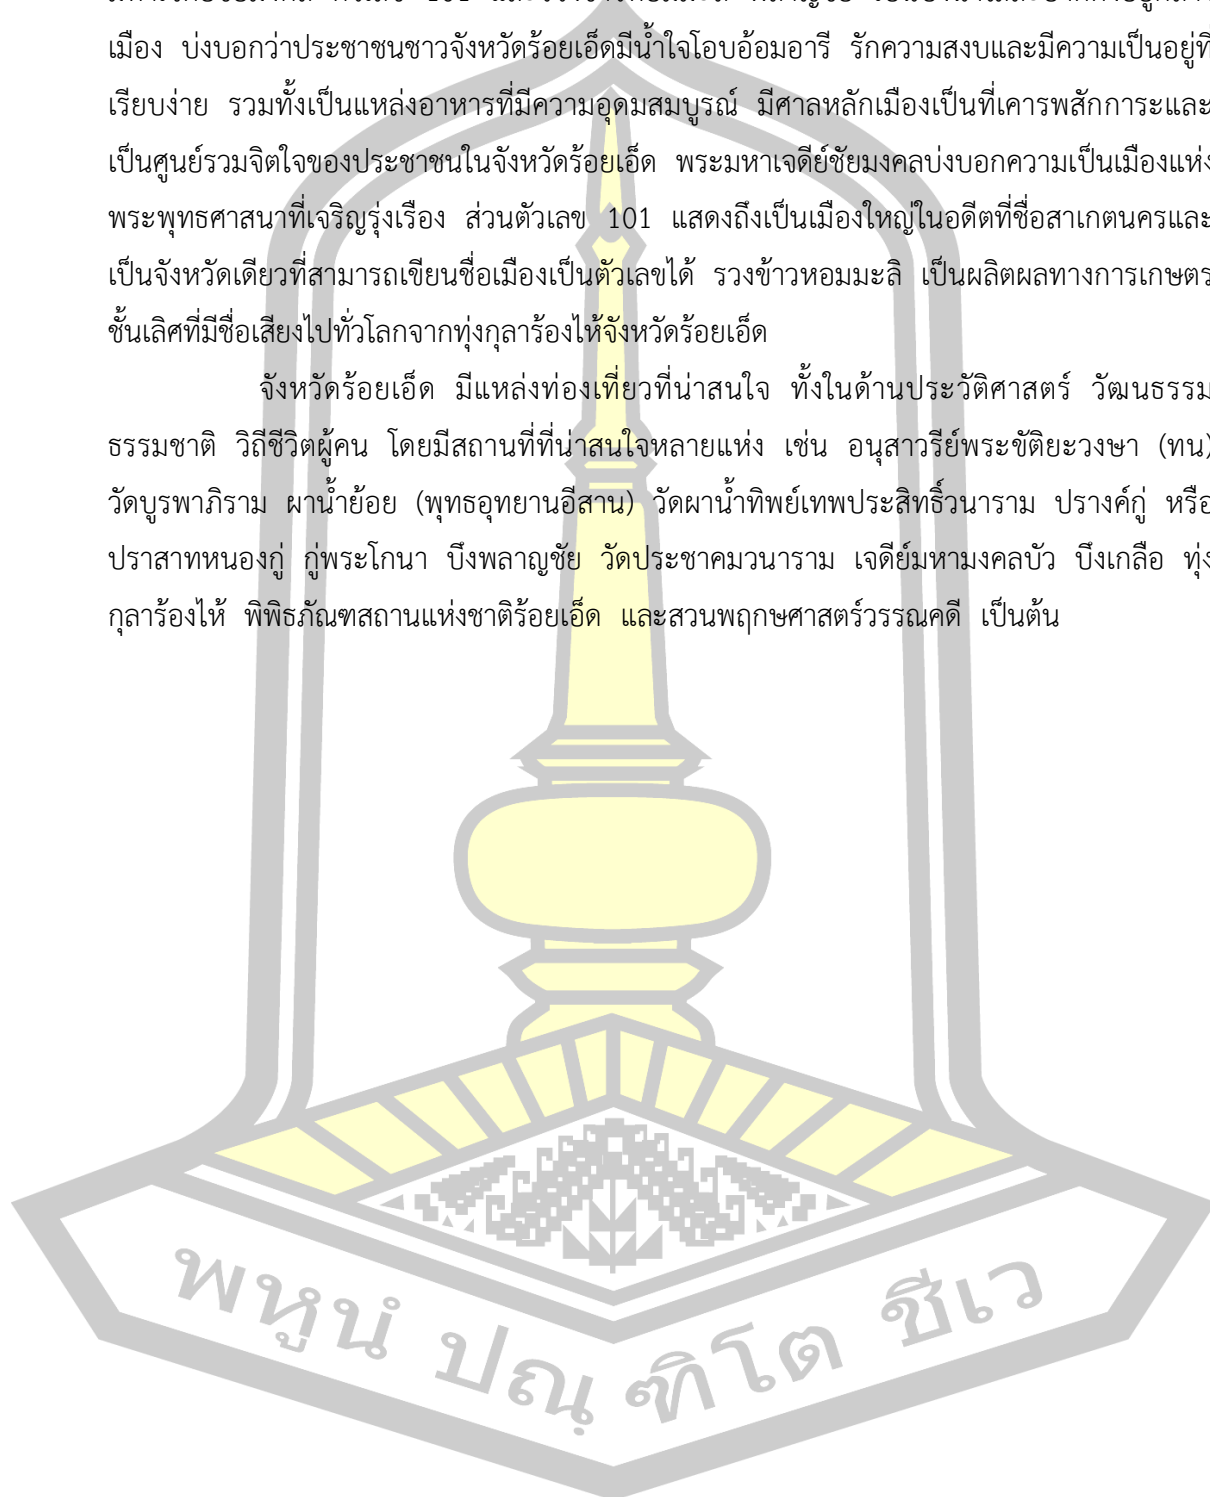 เมือง บ่งบอกว่าประชาชนชาวจังหวัดร้อยเอ็ดมีน้ำใจโอบอ้อมอารี รักความสงบและมีความเป็นอยู่ที่
เรียบง่าย รวมทั้งเป็นแหล่งอาหารที่มีความอุดมสมบูรณ์ มีศาลหลักเมืองเป็นที่เคารพสักการะและ
เป็นศูนย์รวมจิตใจของประชาชนในจังหวัดร้อยเอ็ด พระมหาเจดีย์ชัยมงคลบ่งบอกความเป็นเมืองแห่ง
พระพุทธศาสนาที่เจริญรุ่งเรือง ส่วนตัวเลข 101 แสดงถึงเป็นเมืองใหญ่ในอดีตที่ชื่อสาเกตนครและ
เป็นจังหวัดเดียวที่สามารถเขียนชื่อเมืองเป็นตัวเลขได้ รวงข้าวหอมมะลิ เป็นผลิตผลทางการเกษตร
ชั้นเลิศที่มีชื่อเสียงไปทั่วโลกจากทุ่งกุลาร้องไห้จังหวัดร้อยเอ็ด
จังหวัดร้อยเอ็ด มีแหล่งท่องเที่ยวที่น่าสนใจ ทั้งในด้านประวัติศาสตร์ วัฒนธรรม
ธรรมชาติ วิถีชีวิตผู้คน โดยมีสถานที่ที่น่าสนใจหลายแห่ง เช่น อนุสาวรีย์พระขัติยะวงษา (ทน)
วัดบูรพาภิราม ผาน้ำย้อย (พุทธอุทยานอีสาน) วัดผาน้ำทิพย์เทพประสิทธิ์วนาราม ปรางค์กู่ หรือ
ปราสาทหนองกู่ กู่พระโกนา บึงพลาญชัย วัดประชาคมวนาราม เจดีย์มหามงคลบัว บึงเกลือ ทุ่ง
กุลาร้องไห้ พิพิธภัณฑสถานแห่งชาติร้อยเอ็ด และสวนพฤกษศาสตร์วรรณคดี เป็นต้น
พหูนํ ปณฺฑิโต ชีเว